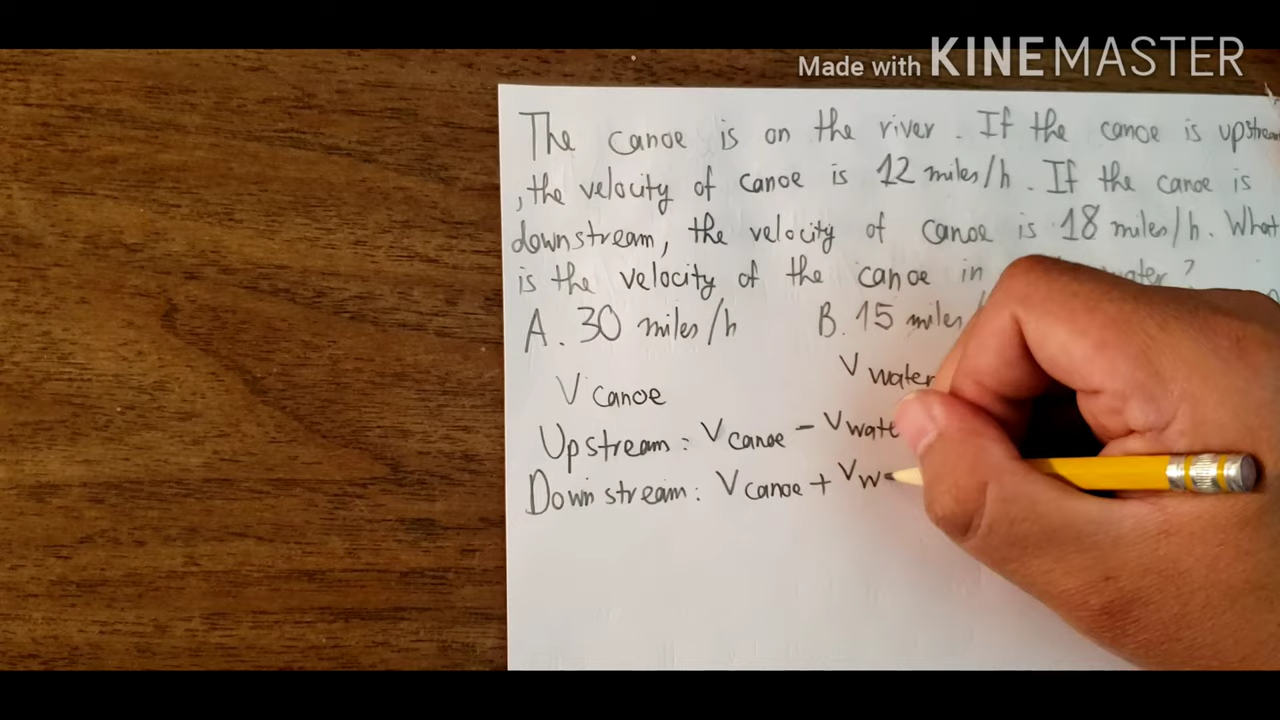 Made with KINEMASTER
The canoe is on the river. If the canoe is upstream
, the velocity of canoe is 12 miles/h. If the canoe is
downstream, the velocity of canoe is 18 miles/h. What
is the velocity of the canoe in water?
A. 30 miles/h B. 15 miles/
V canoe V water
Upstream: V canoe - V wate
Downstream: V canoe + V w